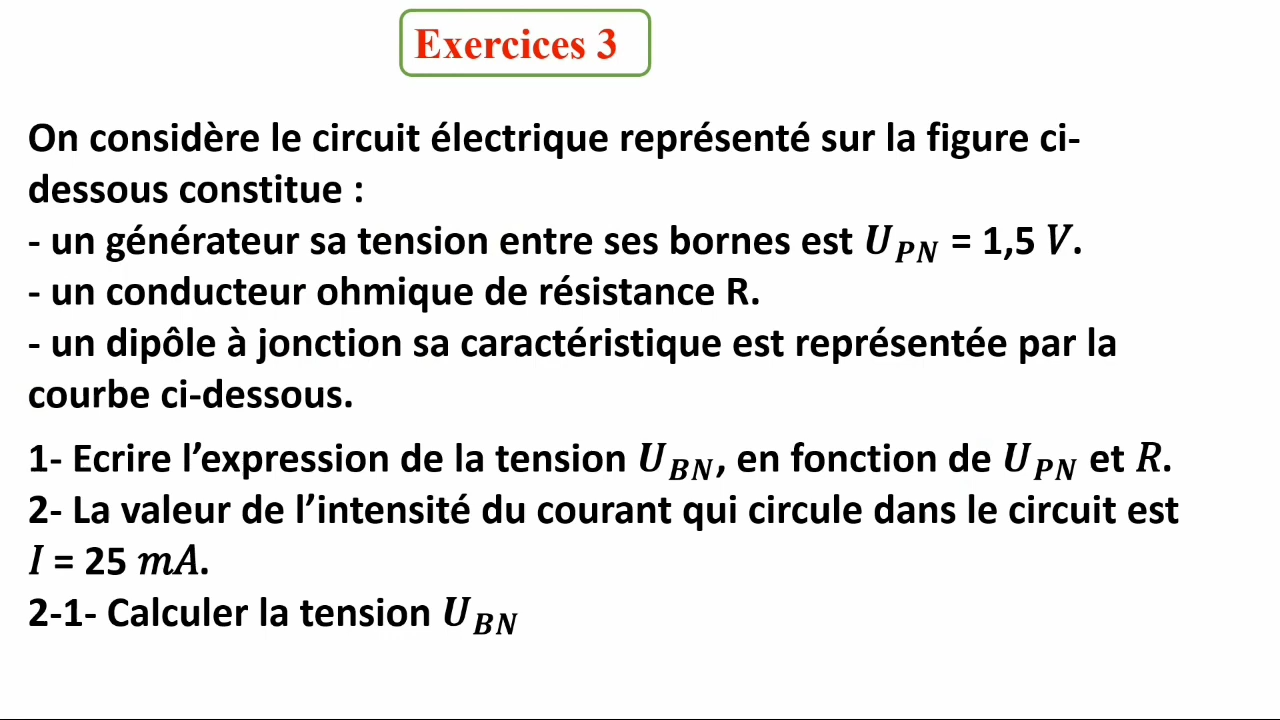 Exercices 3
On considère le circuit électrique représenté sur la figure ci-
dessous constitue :
- un générateur sa tension entre ses bornes est U_PN = 1,5 V.
- un conducteur ohmique de résistance R.
- un dipôle à jonction sa caractéristique est représentée par la
courbe ci-dessous.
1- Ecrire l’expression de la tension U_BN, en fonction de U_PN et R.
2- La valeur de l’intensité du courant qui circule dans le circuit est
I = 25 mA.
2-1- Calculer la tension U_BN